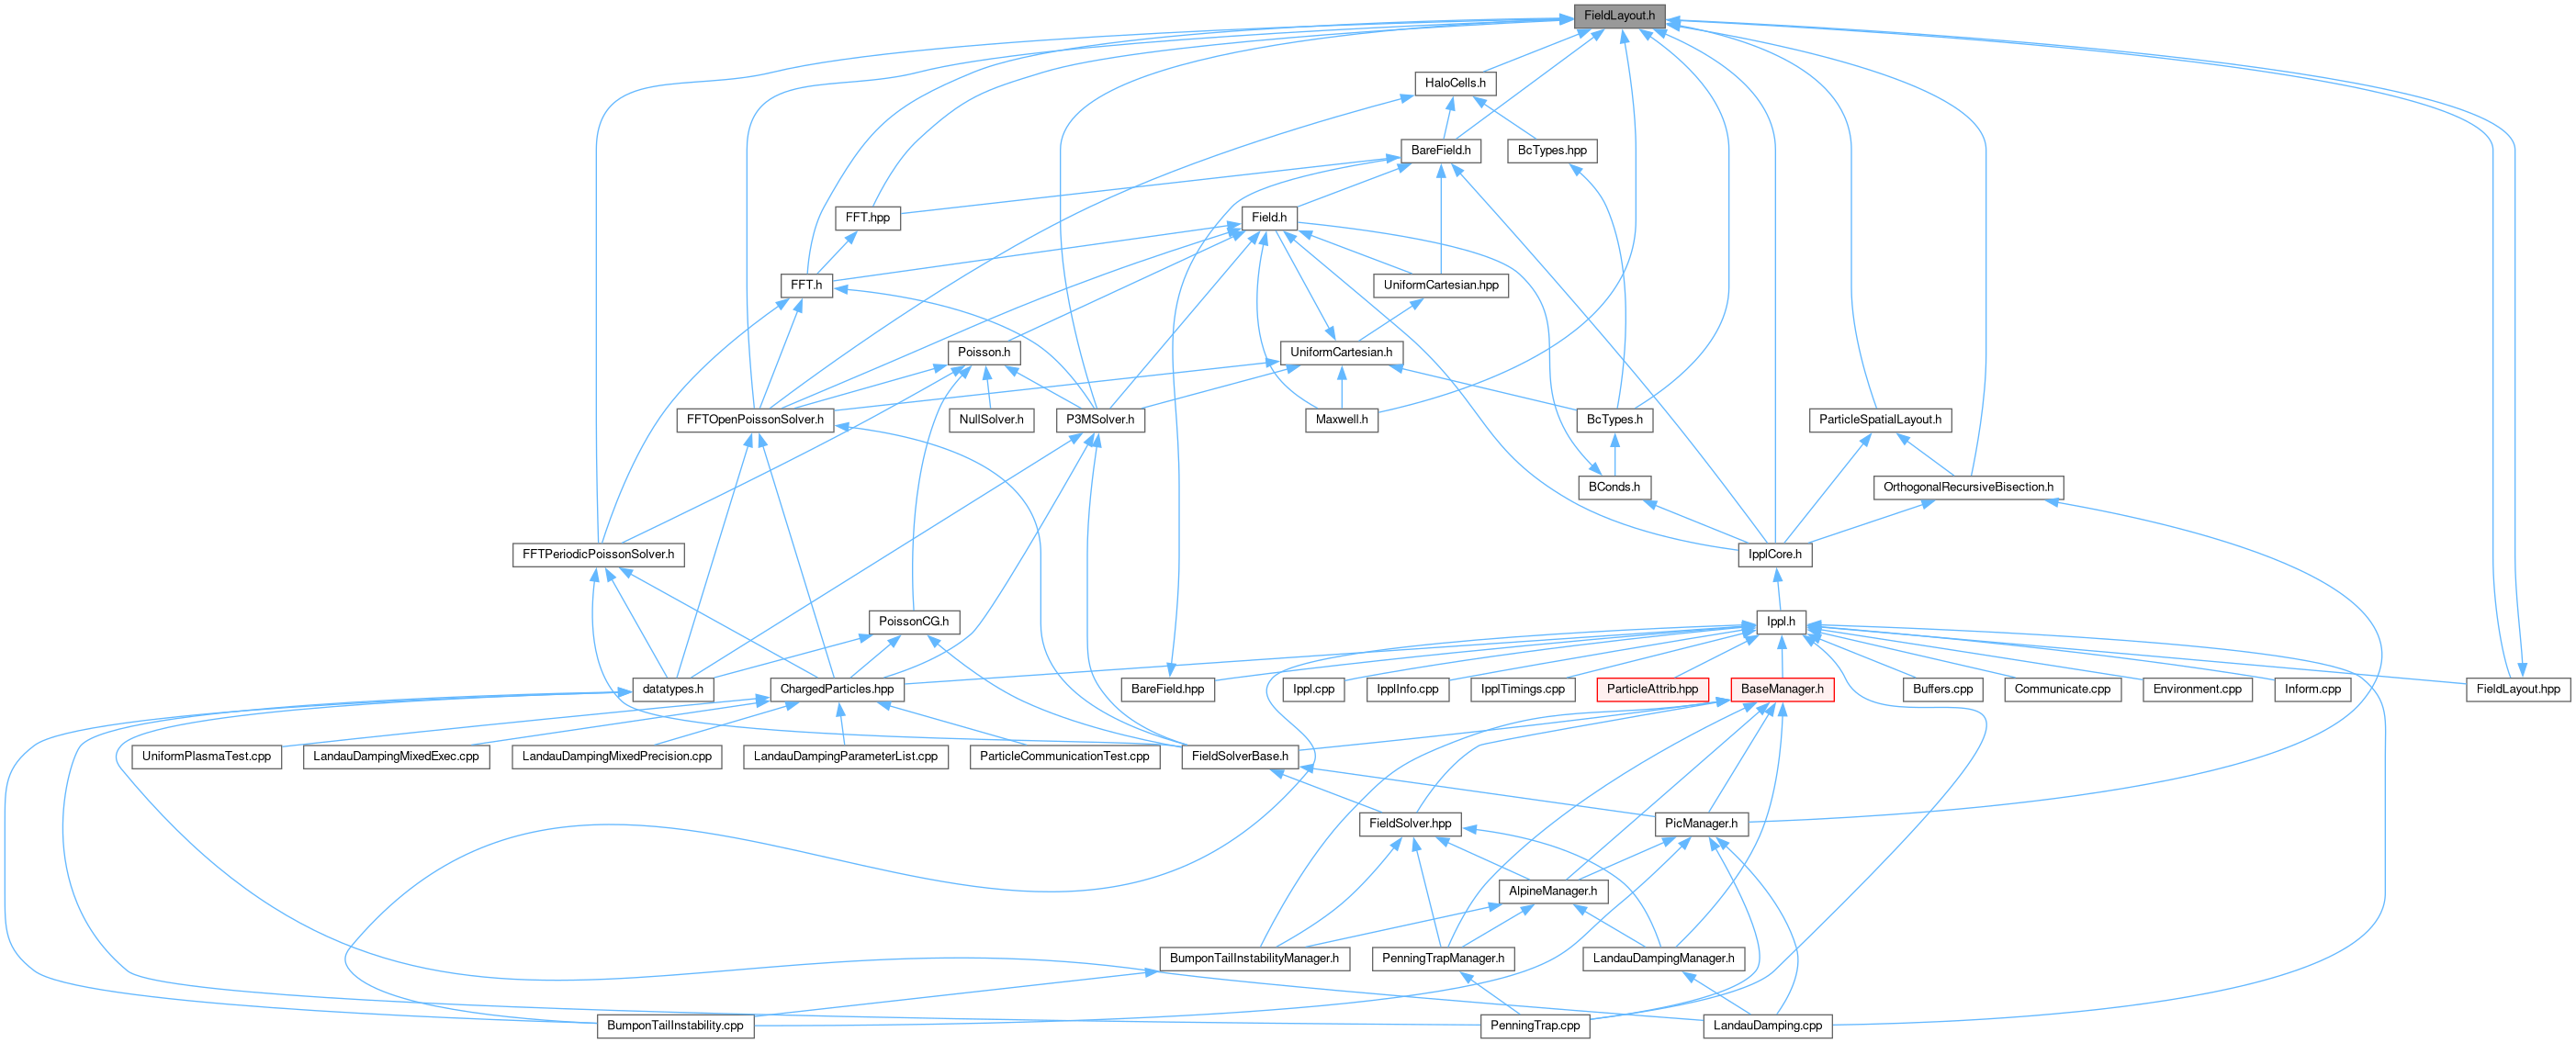 FieldLayout.h
HaloCells.h
BareField.h
BcTypes.hpp
FFT.hpp
Field.h
FFT.h
UniformCartesian.hpp
Poisson.h
UniformCartesian.h
FFTOpenPoissonSolver.h
NullSolver.h
P3MSolver.h
Maxwell.h
BcTypes.h
ParticleSpatialLayout.h
BConds.h
OrthogonalRecursiveBisection.h
FFTPeriodicPoissonSolver.h
IpplCore.h
PoissonCG.h
Ippl.h
datatypes.h
ChargedParticles.hpp
BareField.hpp
Ippl.cpp
IpplInfo.cpp
IpplTimings.cpp
ParticleAttrib.hpp
BaseManager.h
Buffers.cpp
Communicate.cpp
Environment.cpp
Inform.cpp
FieldLayout.hpp
UniformPlasmaTest.cpp
LandauDampingMixedExec.cpp
LandauDampingMixedPrecision.cpp
LandauDampingParameterList.cpp
ParticleCommunicationTest.cpp
FieldSolverBase.h
FieldSolver.hpp
PicManager.h
AlpineManager.h
BumponTailInstabilityManager.h
PenningTrapManager.h
LandauDampingManager.h
BumponTailInstability.cpp
PenningTrap.cpp
LandauDamping.cpp